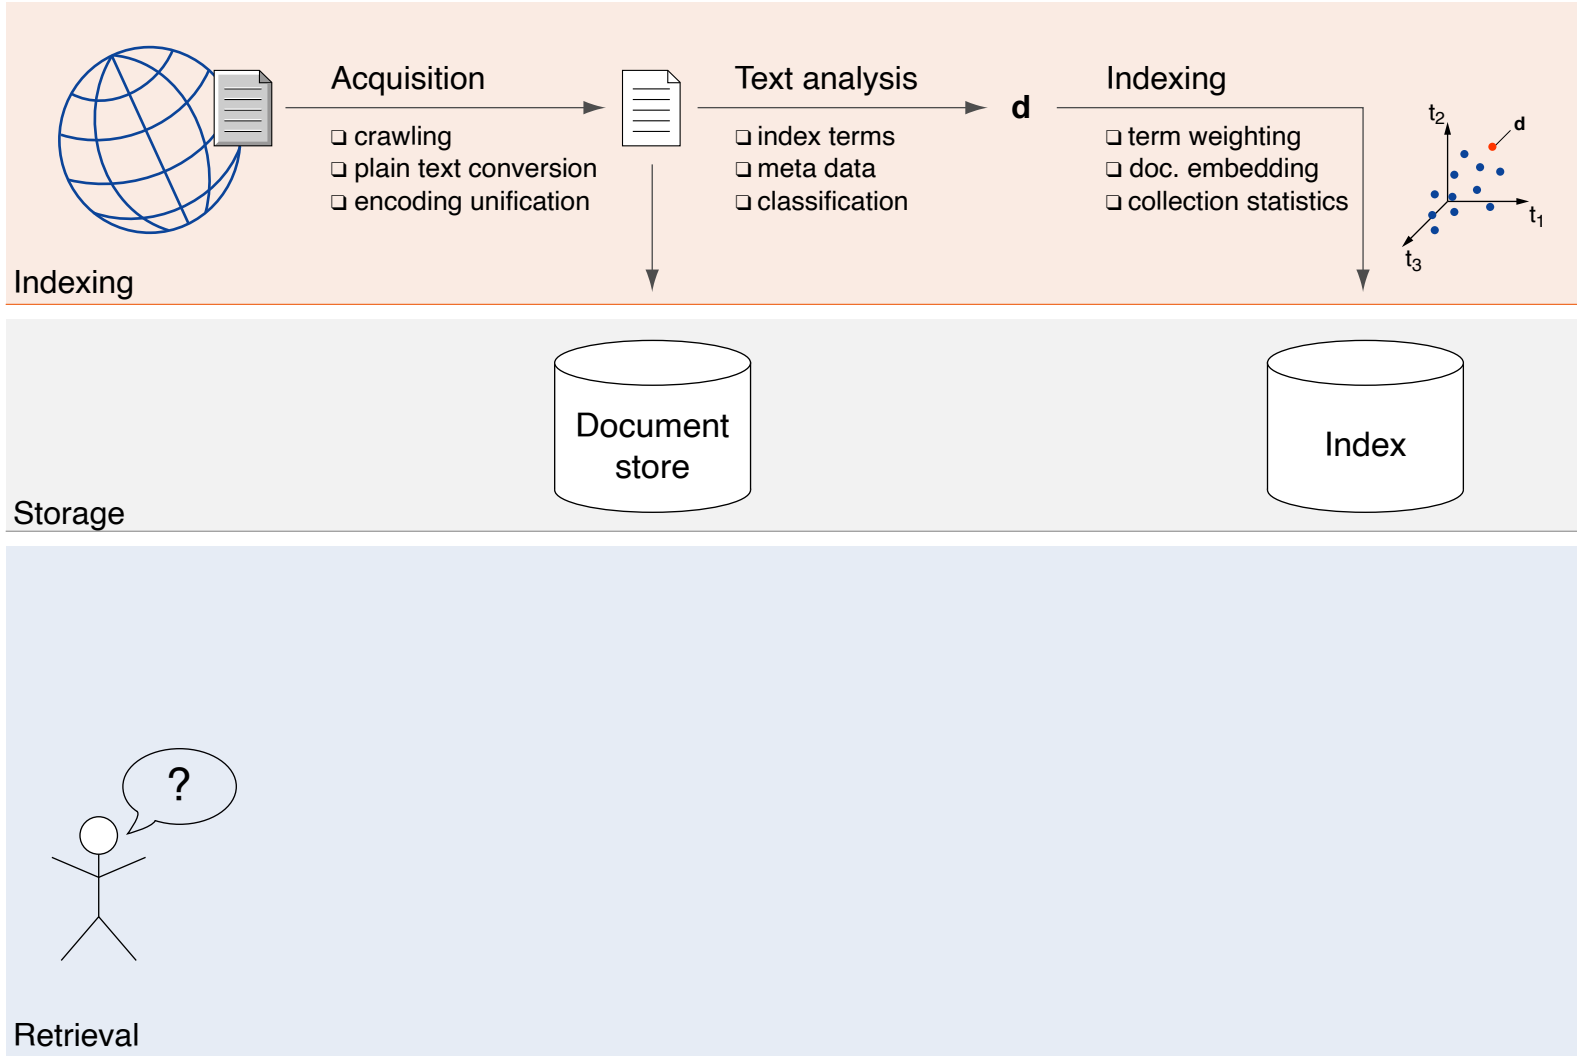 Acquisition
❏ crawling
❏ plain text conversion
❏ encoding unification
Text analysis
❏ index terms
❏ meta data
❏ classification
d
Indexing
❏ term weighting
❏ doc. embedding
❏ collection statistics
t2
d
t1
t3
Indexing
Document
store
Index
Storage
?
Retrieval